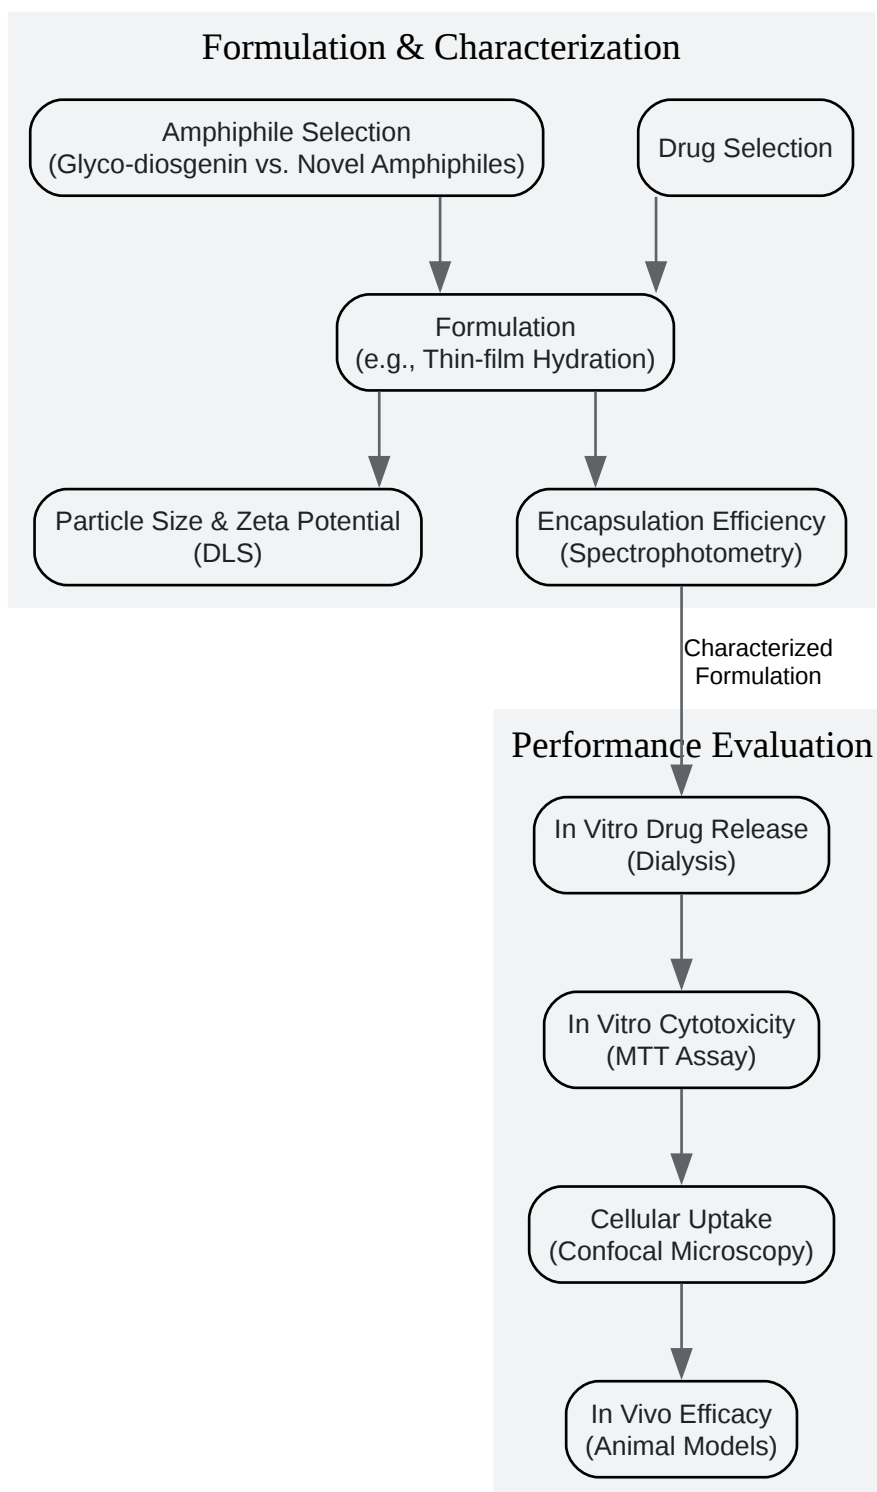 Formulation & Characterization
Amphiphile Selection
(Glyco-diosgenin vs. Novel Amphiphiles)
Drug Selection
Formulation
(e.g., Thin-film Hydration)
Particle Size & Zeta Potential
(DLS)
Encapsulation Efficiency
(Spectrophotometry)
Characterized
Formulation
Performance Evaluation
In Vitro Drug Release
(Dialysis)
In Vitro Cytotoxicity
(MTT Assay)
Cellular Uptake
(Confocal Microscopy)
In Vivo Efficacy
(Animal Models)